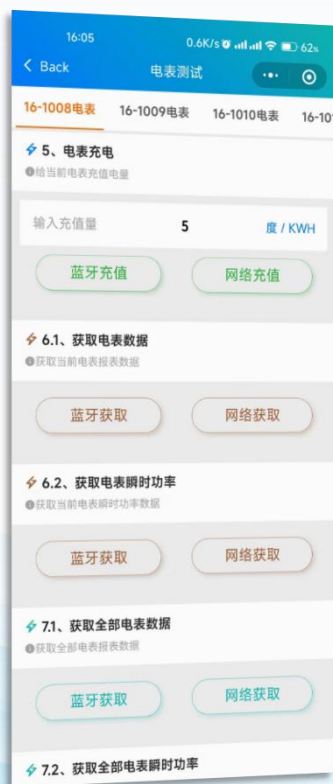 16:05
0.6K/s
62%
Back
电表测试
16-1008电表
16-1009电表
16-1010电表
16-101
5、电表充电
给当前电表充值电量
输入充值量
5
度 / KWH
蓝牙充值
网络充值
6.1、获取电表数据
获取当前电表报表数据
蓝牙获取
网络获取
6.2、获取电表瞬时功率
获取当前电表瞬时功率数据
蓝牙获取
网络获取
7.1、获取全部电表数据
获取全部电表报表数据
蓝牙获取
网络获取
7.2、获取全部电表瞬时功率